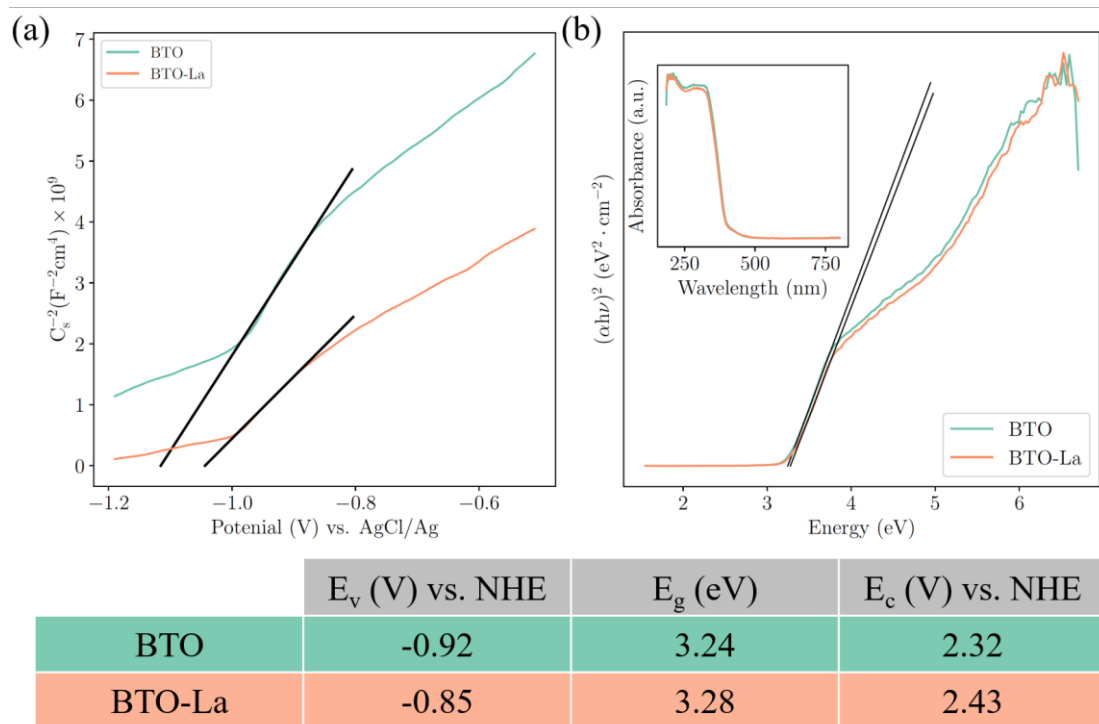 (a)
7
6
5
4
3
2
1
0
C_s^{-2}(F^{-2}cm^4) × 10^9
BTO
BTO-La
−1.2 −1.0 −0.8 −0.6
Potenial (V) vs. AgCl/Ag
(b)
(αhν)^2 (eV^2 · cm^{-2})
Absorbance (a.u.)
250 500 750
Wavelength (nm)
BTO
BTO-La
2 3 4 5 6
Energy (eV)
E_v (V) vs. NHE E_g (eV) E_c (V) vs. NHE
BTO -0.92 3.24 2.32
BTO-La -0.85 3.28 2.43